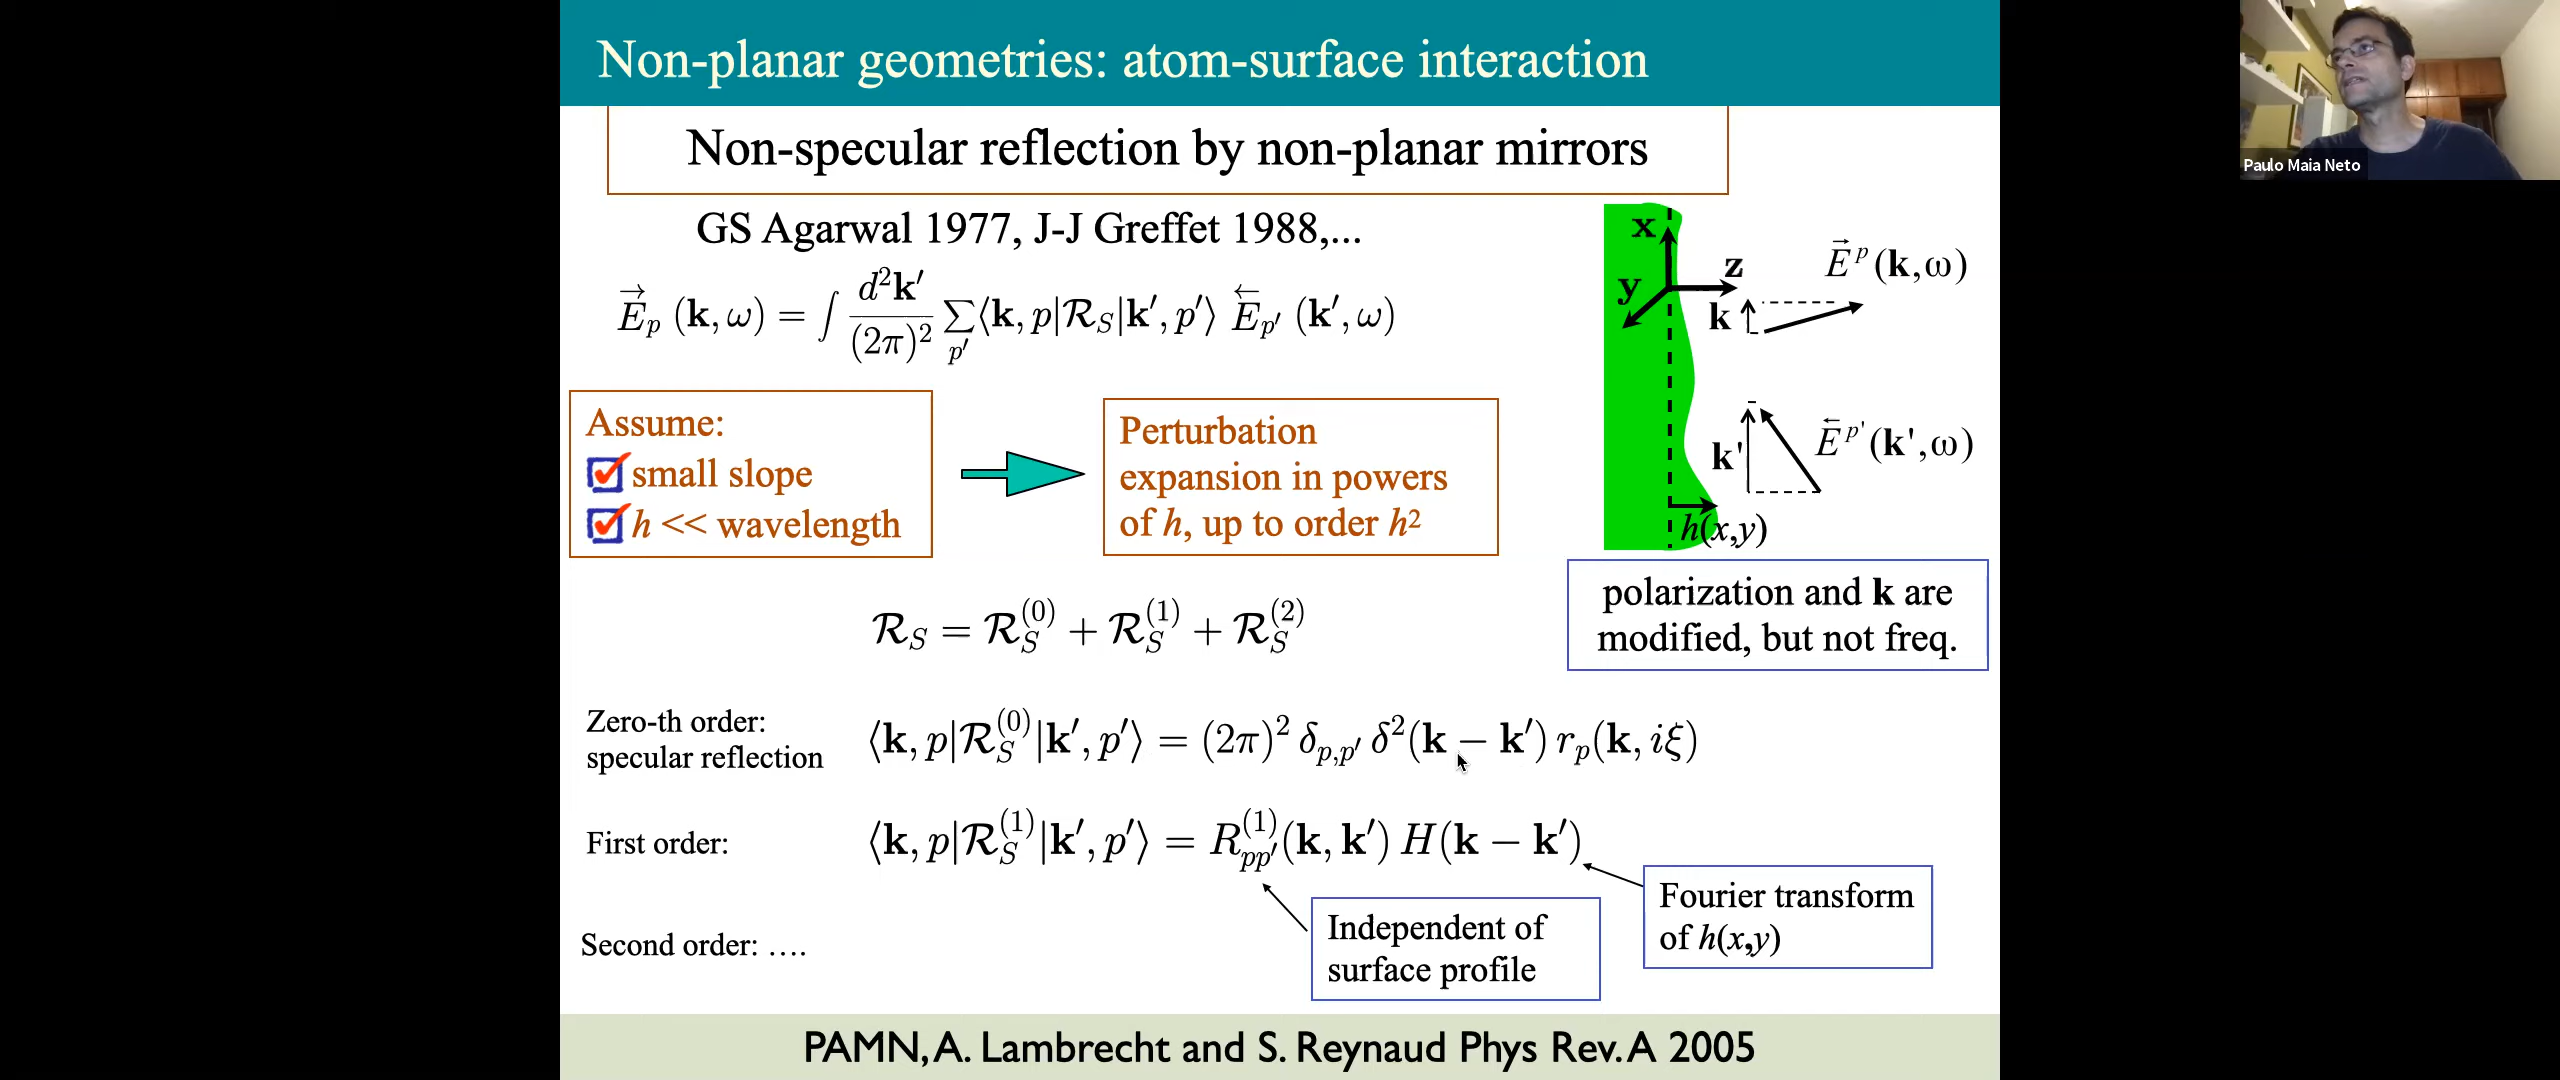 Non-planar geometries: atom-surface interaction
Non-specular reflection by non-planar mirrors
GS Agarwal 1977, J-J Greffet 1988,...
$\overrightarrow{E}_p(\mathbf{k},\omega) = \int \frac{d^2\mathbf{k}'}{(2\pi)^2} \sum_{p'} \langle \mathbf{k},p|\mathcal{R}_S|\mathbf{k}',p'\rangle \overleftarrow{E}_{p'}(\mathbf{k}',\omega)$
x
y
z
k
$\vec{E}^{p}(\mathbf{k},\omega)$
k'
$\overleftarrow{E}^{p'}(\mathbf{k}',\omega)$
h(x,y)
Assume:
small slope
h << wavelength
Perturbation
expansion in powers
of h, up to order h²
polarization and k are
modified, but not freq.
$\mathcal{R}_S = \mathcal{R}_S^{(0)} + \mathcal{R}_S^{(1)} + \mathcal{R}_S^{(2)}$
Zero-th order:
specular reflection
$\langle \mathbf{k},p|\mathcal{R}_S^{(0)}|\mathbf{k}',p'\rangle = (2\pi)^2 \, \delta_{p,p'} \, \delta^2(\mathbf{k}-\mathbf{k}') \, r_p(\mathbf{k},i\xi)$
First order:
$\langle \mathbf{k},p|\mathcal{R}_S^{(1)}|\mathbf{k}',p'\rangle = R_{pp'}^{(1)}(\mathbf{k},\mathbf{k}') \, H(\mathbf{k}-\mathbf{k}')$
Fourier transform
of h(x,y)
Independent of
surface profile
Second order: ….
PAMN, A. Lambrecht and S. Reynaud Phys Rev. A 2005
Paulo Maia Neto